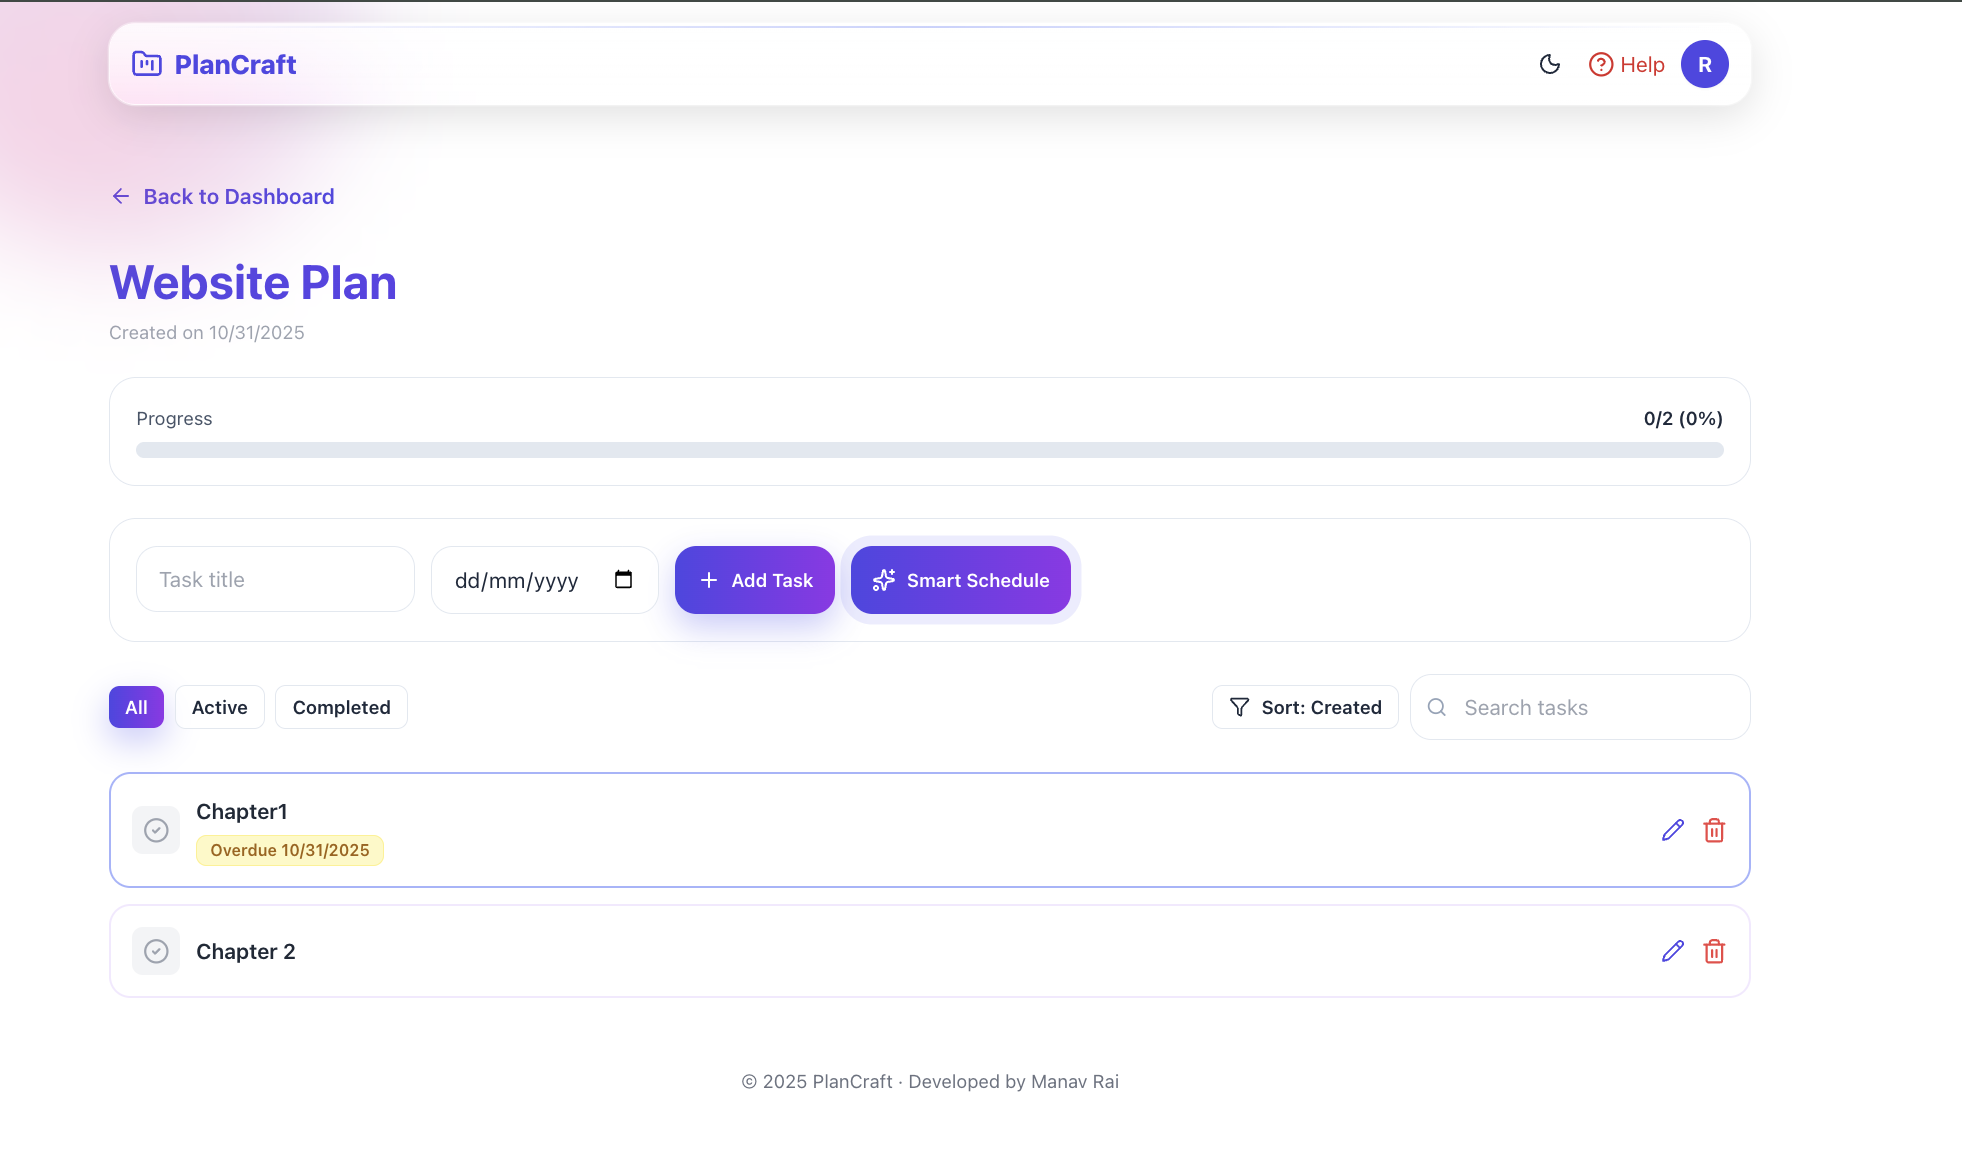 PlanCraft
Help
R
Back to Dashboard
Website Plan
Created on 10/31/2025
Progress
0/2 (0%)
Task title
dd/mm/yyyy
Add Task
Smart Schedule
All
Active
Completed
Sort: Created
Search tasks
Chapter1
Overdue 10/31/2025
Chapter 2
© 2025 PlanCraft · Developed by Manav Rai